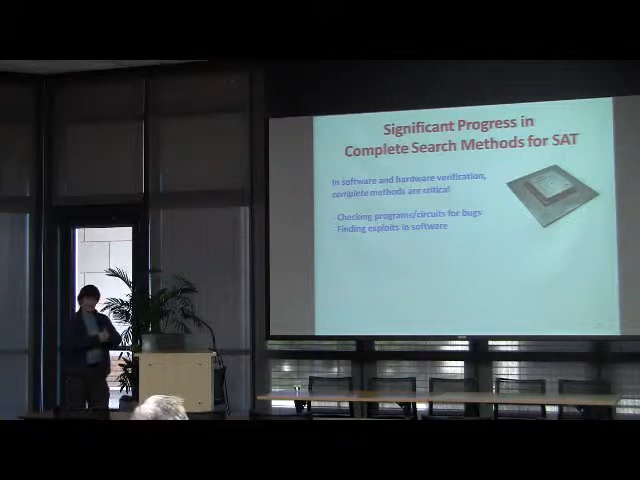 Significant Progress in
Complete Search Methods for SAT
In software and hardware verification,
complete methods are critical
Checking programs/circuits for bugs
Finding exploits in software